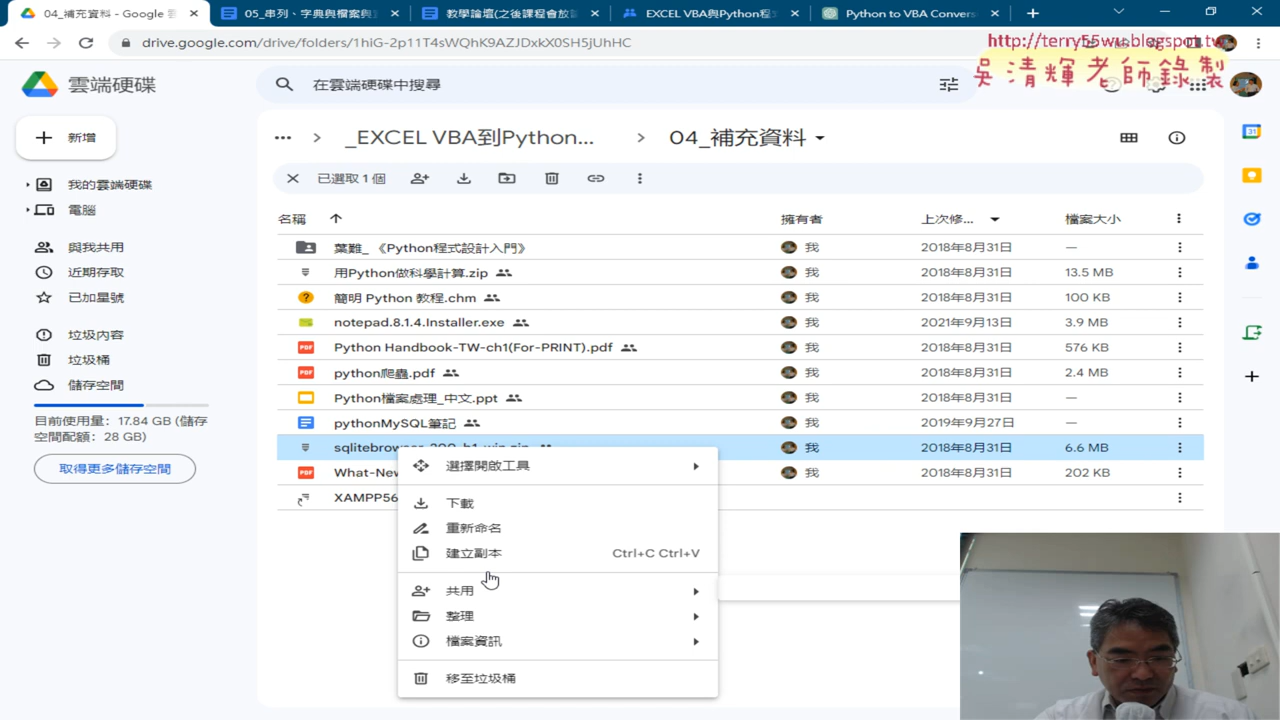 04_補充資料 - Google 雲
05_串列、字典與檔案與
教學論壇(之後課程會放
EXCEL VBA與Python程
Python to VBA Convers
drive.google.com/drive/folders/1hiG-2p11T4sWQhK9AZJDxkX0SH5jUhHC
http://terry55wu.blogspot.tw
吳清輝老師錄製
雲端硬碟
在雲端硬碟中搜尋
新增
_EXCEL VBA到Python...
04_補充資料
我的雲端硬碟
已選取 1 個
電腦
名稱
擁有者
上次修...
檔案大小
與我共用
葉難_《Python程式設計入門》
我
2018年8月31日
—
近期存取
用Python做科學計算.zip
我
2018年8月31日
13.5 MB
已加星號
簡明 Python 教程.chm
我
2018年8月31日
100 KB
notepad.8.1.4.Installer.exe
我
2021年9月13日
3.9 MB
垃圾內容
Python Handbook-TW-ch1(For-PRINT).pdf
我
2018年8月31日
576 KB
垃圾桶
python爬蟲.pdf
我
2018年8月31日
2.4 MB
儲存空間
Python檔案處理_中文.ppt
我
2018年8月31日
—
目前使用量：17.84 GB (儲存
空間配額：28 GB)
pythonMySQL筆記
我
2019年9月27日
—
取得更多儲存空間
sqlitebrowser_200_b1_win.zip
我
2018年8月31日
6.6 MB
What-New
我
2018年8月31日
202 KB
XAMPP56
選擇開啟工具
下載
重新命名
建立副本
Ctrl+C Ctrl+V
共用
整理
檔案資訊
移至垃圾桶